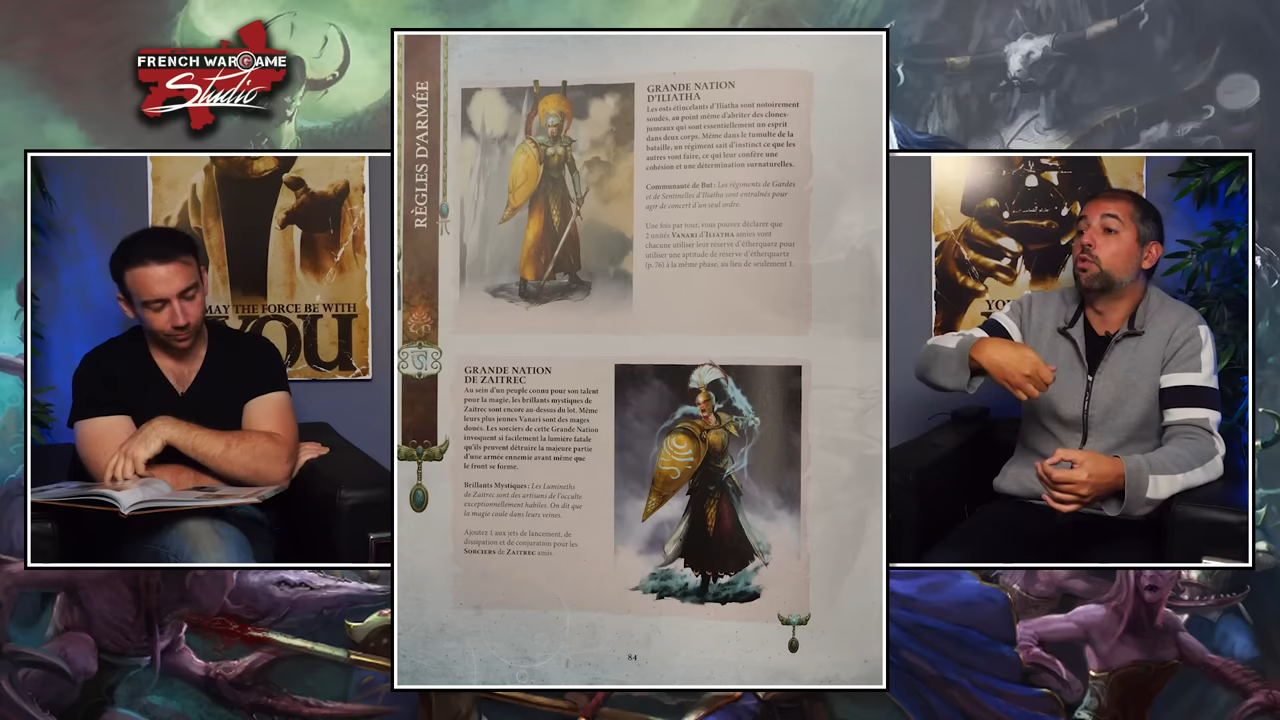 FRENCH WARGAME
Studio
MAY THE FORCE BE WITH
YOU
RÈGLES D'ARMÉE
GRANDE NATION
D'ILIATHA
Les osts étincelants d'Iliatha sont notoirement
soudés, au point même d'abriter des clones-
jumeaux qui sont essentiellement un esprit
dans deux corps. Même dans le tumulte de la
bataille, un régiment sait d'instinct ce que les
autres vont faire, ce qui leur confère une
cohésion et une détermination surnaturelles.
Communauté de But : Les régiments de Gardes
et de Sentinelles d'Iliatha sont entraînés pour
agir de concert d'un seul ordre.
Une fois par tour, vous pouvez déclarer que
2 unités VANARI d'ILIATHA amies vont
chacune utiliser leur réserve d'étherquartz pour
utiliser une aptitude de réserve d'étherquartz
(p.76) à la même phase, au lieu de seulement 1.
GRANDE NATION
DE ZAITREC
Au sein d'un peuple connu pour son talent
pour la magie, les brillants mystiques de
Zaitrec sont encore au-dessus du lot. Même
leurs plus jeunes Vanari sont des mages
doués. Les sorciers de cette Grande Nation
invoquent si facilement la lumière fatale
qu'ils peuvent détruire la majeure partie
d'une armée ennemie avant même que
le front se forme.
Brillants Mystiques : Les Lumineths
de Zaitrec sont des artisans de l'occulte
exceptionnellement habiles. On dit que
la magie coule dans leurs veines.
Ajoutez 1 aux jets de lancement, de
dissipation et de conjuration pour les
SORCIERS de ZAITREC amis.
84
YO